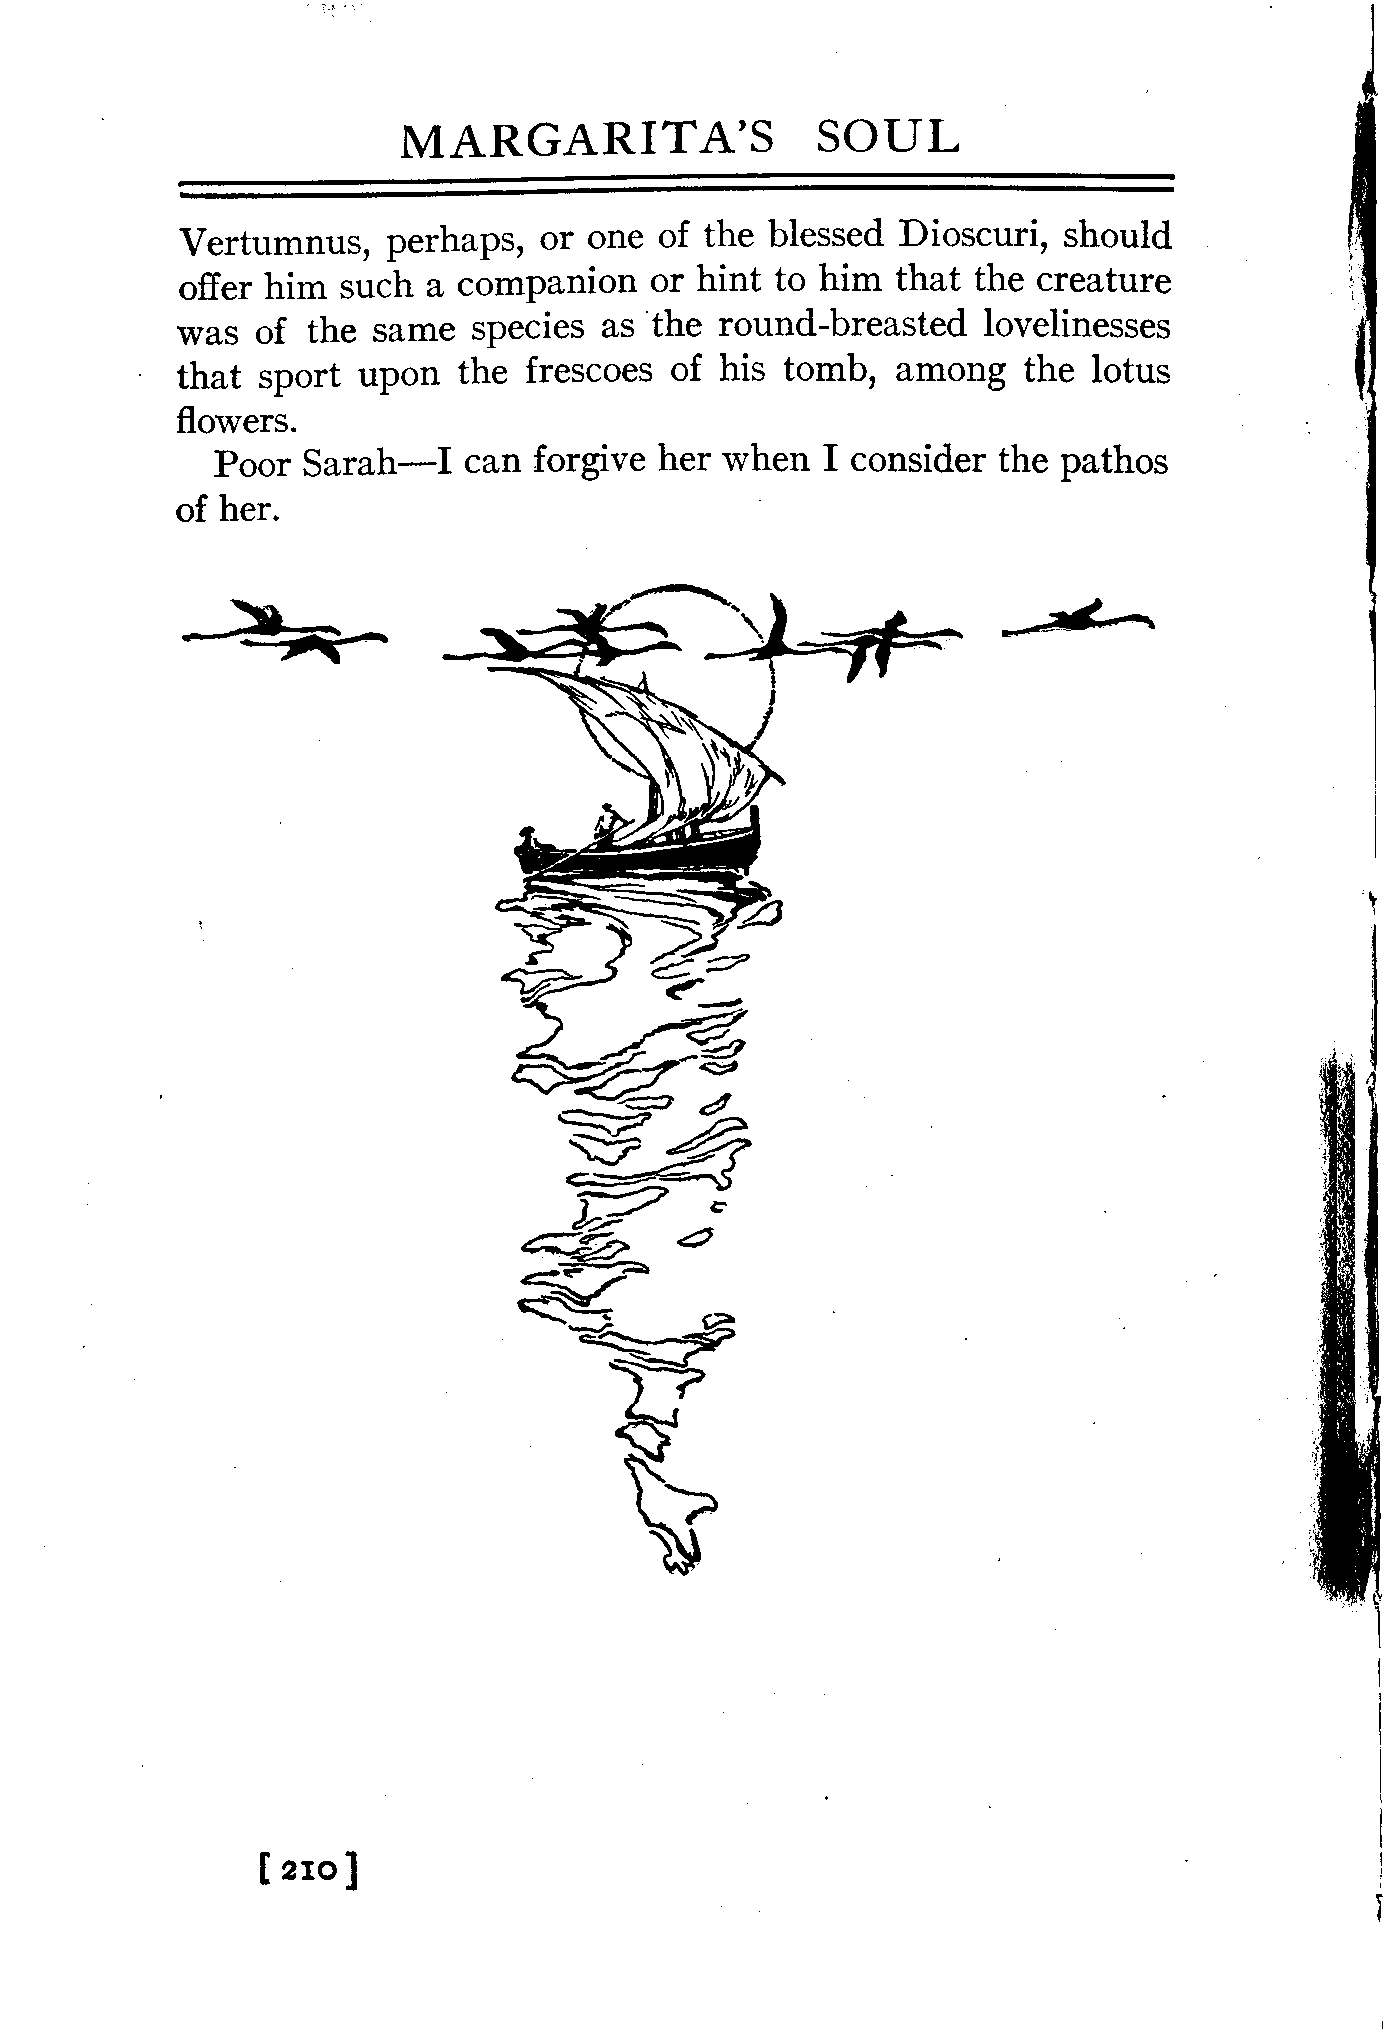 MARGARITA'S SOUL
Vertumnus, perhaps, or one of the blessed Dioscuri, should
offer him such a companion or hint to him that the creature
was of the same species as the round-breasted lovelinesses
that sport upon the frescoes of his tomb, among the lotus
flowers.
Poor Sarah—I can forgive her when I consider the pathos
of her.
[ 210 ]